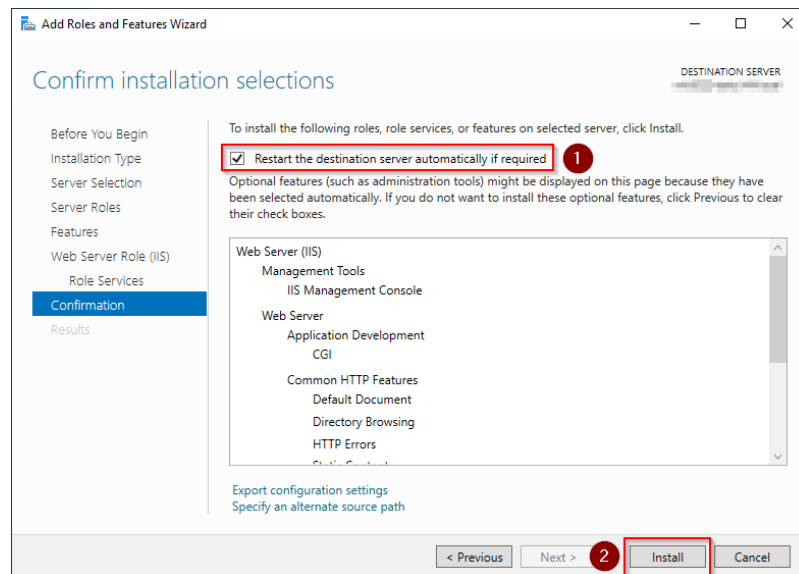 Add Roles and Features Wizard
Confirm installation selections
DESTINATION SERVER
Before You Begin
Installation Type
Server Selection
Server Roles
Features
Web Server Role (IIS)
Role Services
Confirmation
Results
To install the following roles, role services, or features on selected server, click Install.
Restart the destination server automatically if required
1
Optional features (such as administration tools) might be displayed on this page because they have
been selected automatically. If you do not want to install these optional features, click Previous to clear
their check boxes.
Web Server (IIS)
Management Tools
IIS Management Console
Web Server
Application Development
CGI
Common HTTP Features
Default Document
Directory Browsing
HTTP Errors
Export configuration settings
Specify an alternate source path
< Previous
Next >
2
Install
Cancel